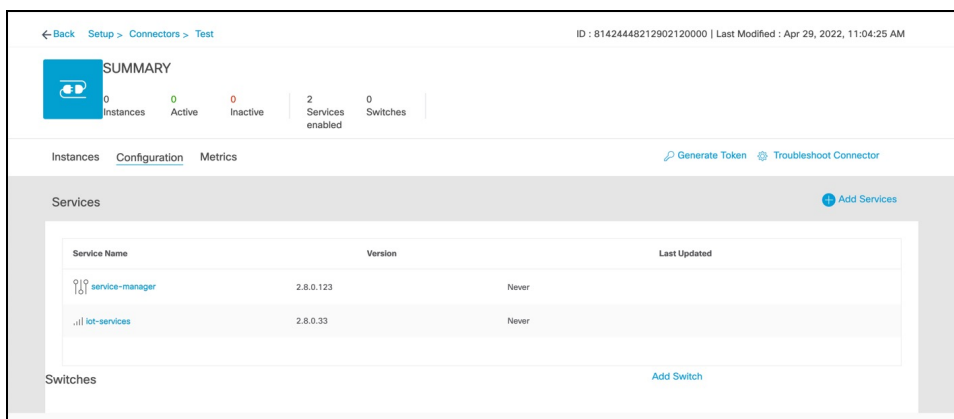 Back Setup > Connectors > Test ID : 81424448212902120000 | Last Modified : Apr 29, 2022, 11:04:25 AM
SUMMARY
0 0 0 2 0
Instances Active Inactive Services Switches
enabled
Instances Configuration Metrics Generate Token Troubleshoot Connector
Services Add Services
Service Name Version Last Updated
service-manager 2.8.0.123 Never
iot-services 2.8.0.33 Never
Switches Add Switch